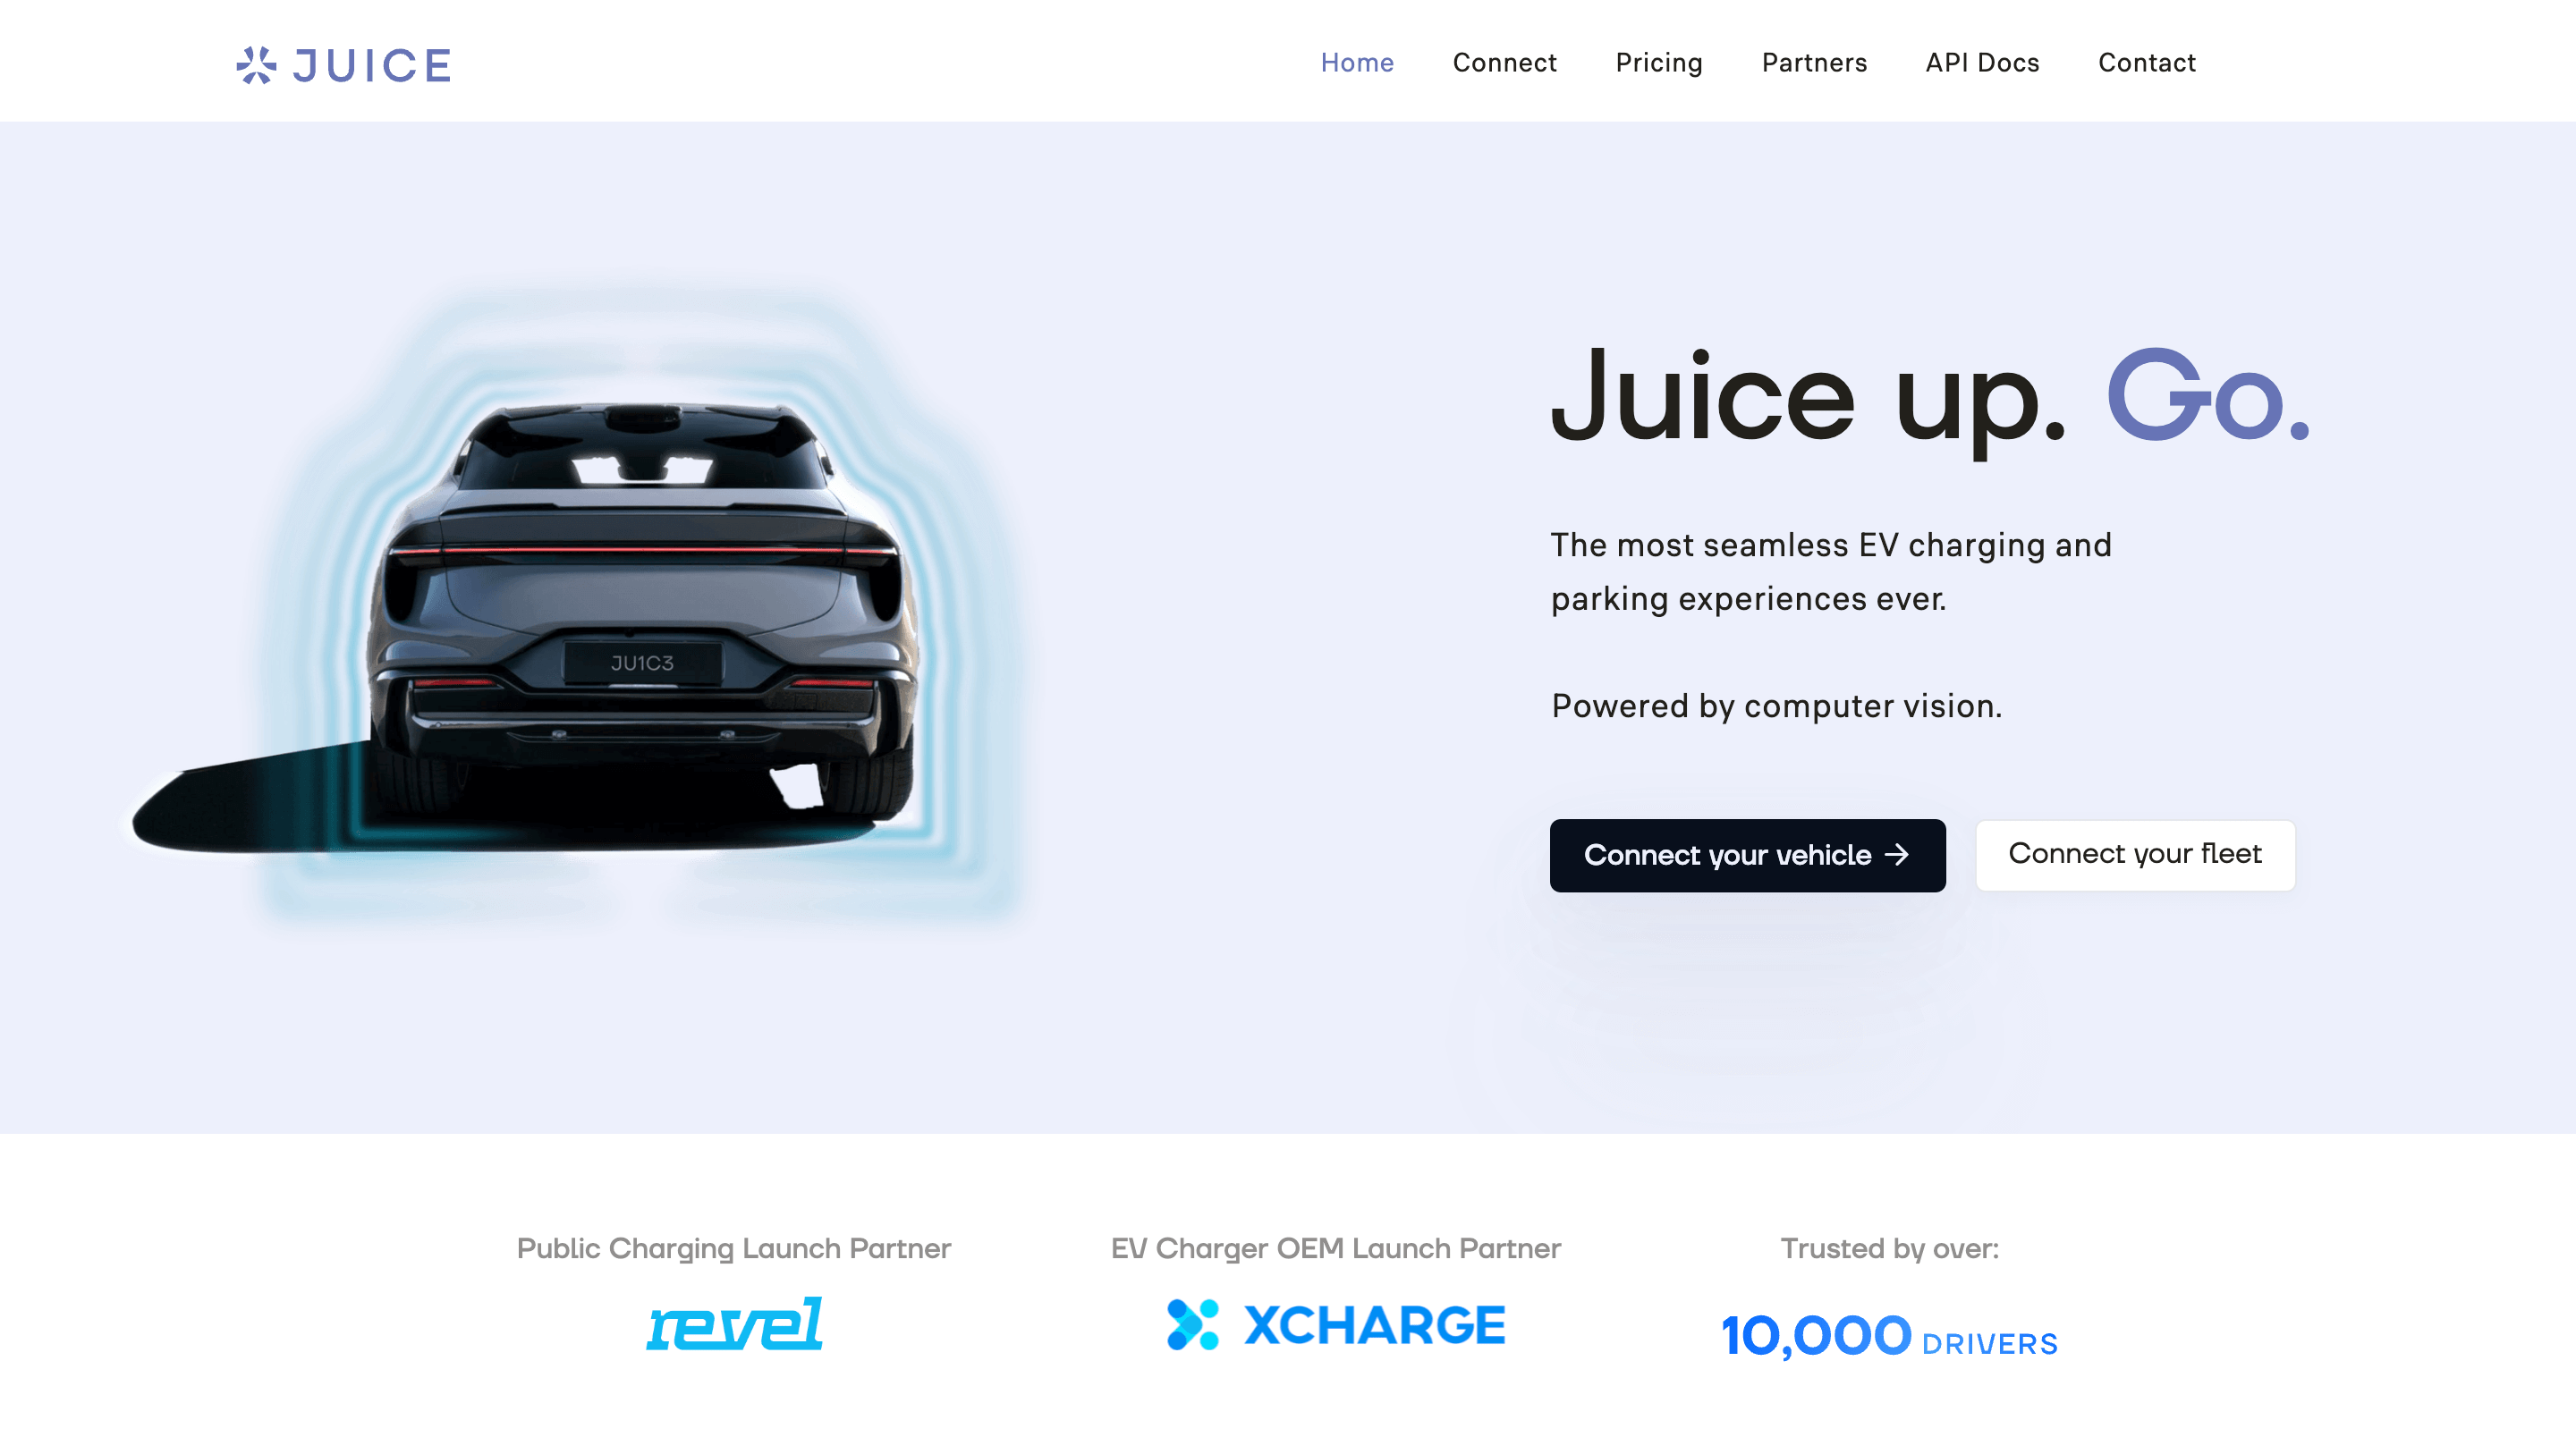 JUICE
Home
Connect
Pricing
Partners
API Docs
Contact
Juice up. Go.
The most seamless EV charging and
parking experiences ever.
Powered by computer vision.
JU1C3
Connect your vehicle →
Connect your fleet
Public Charging Launch Partner
revel
EV Charger OEM Launch Partner
XCHARGE
Trusted by over:
10,000 DRIVERS